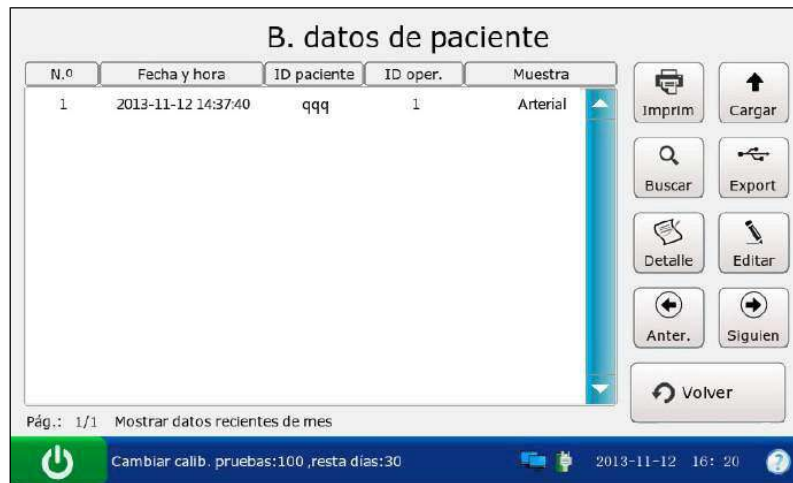 B. datos de paciente
N.º Fecha y hora ID paciente ID oper. Muestra
1 2013-11-12 14:37:40 qqq 1 Arterial
Imprim Cargar
Buscar Export
Detalle Editar
Anter. Siguien
Volver
Pág.: 1/1 Mostrar datos recientes de mes
Cambiar calib. pruebas:100 ,resta días:30 2013-11-12 16: 20 ?